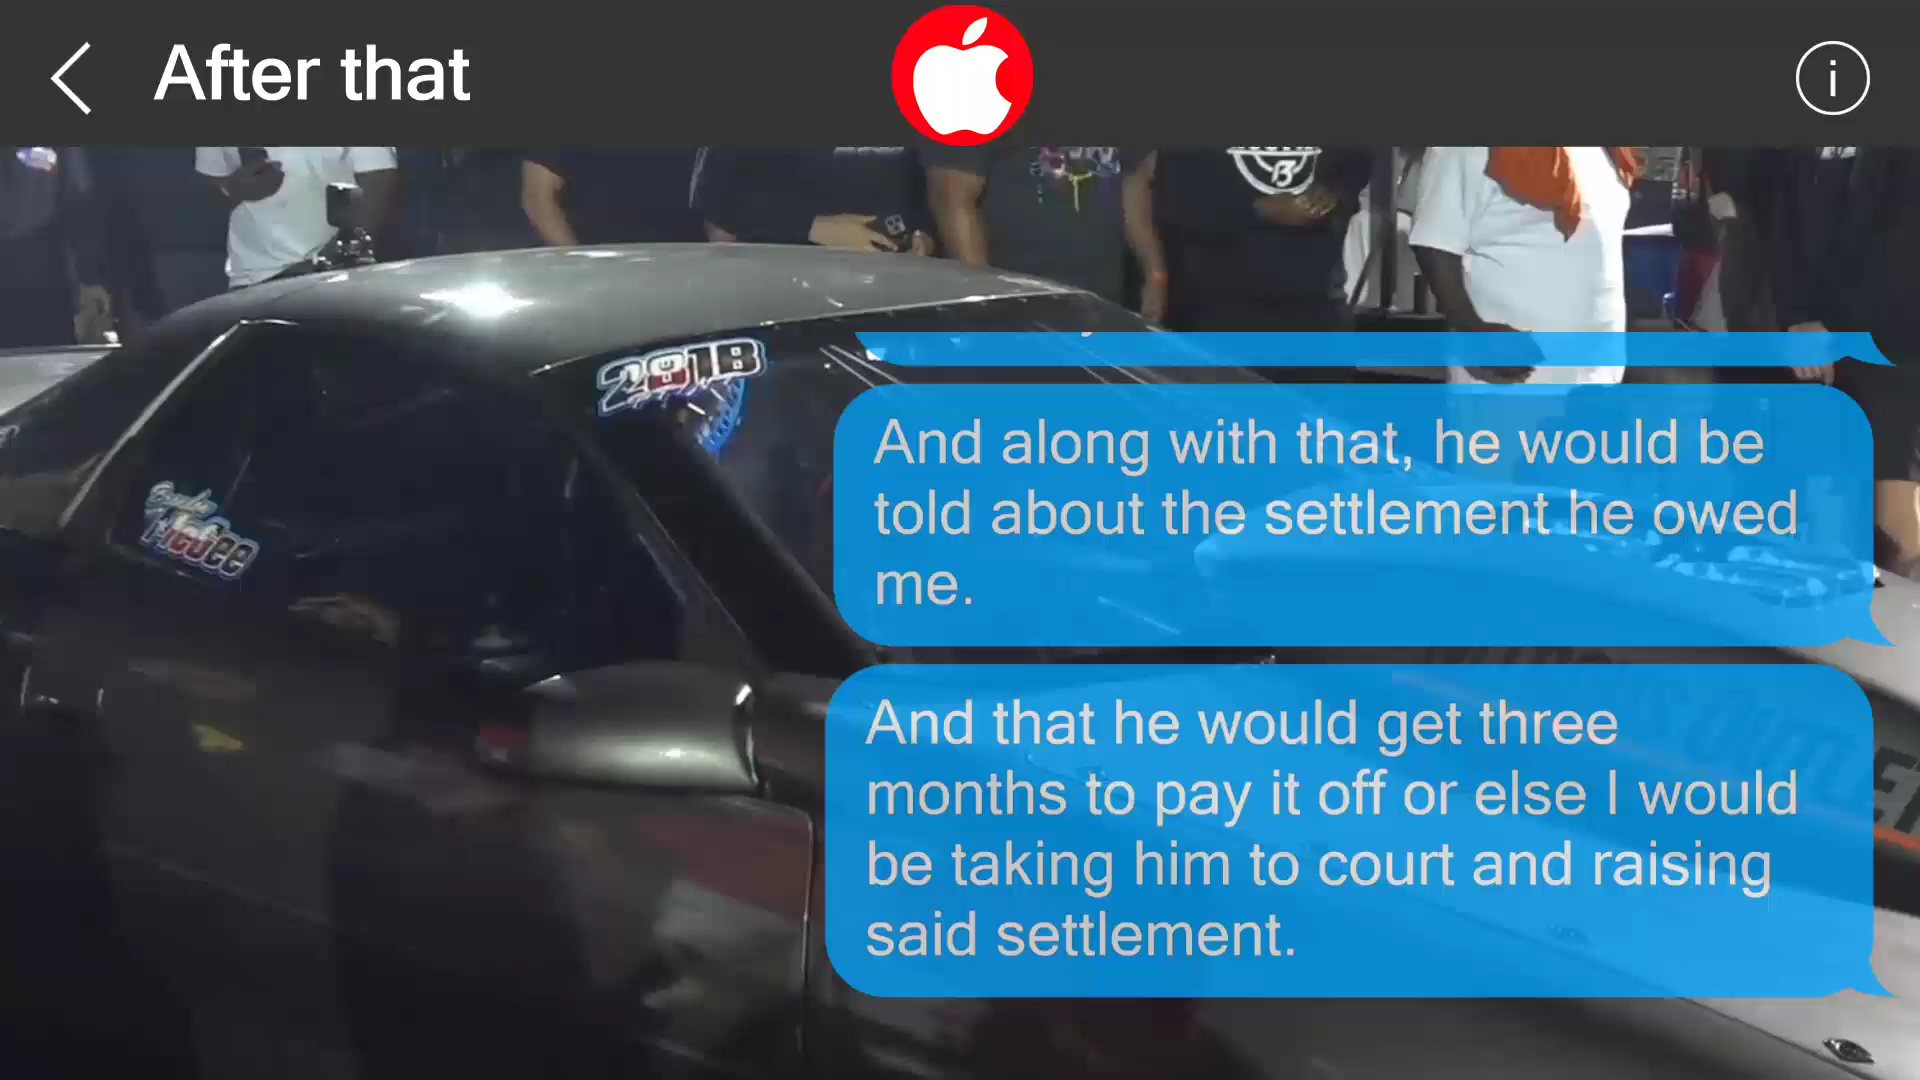 After that
i
281B
McGee
And along with that, he would be
told about the settlement he owed
me.
And that he would get three
months to pay it off or else I would
be taking him to court and raising
said settlement.